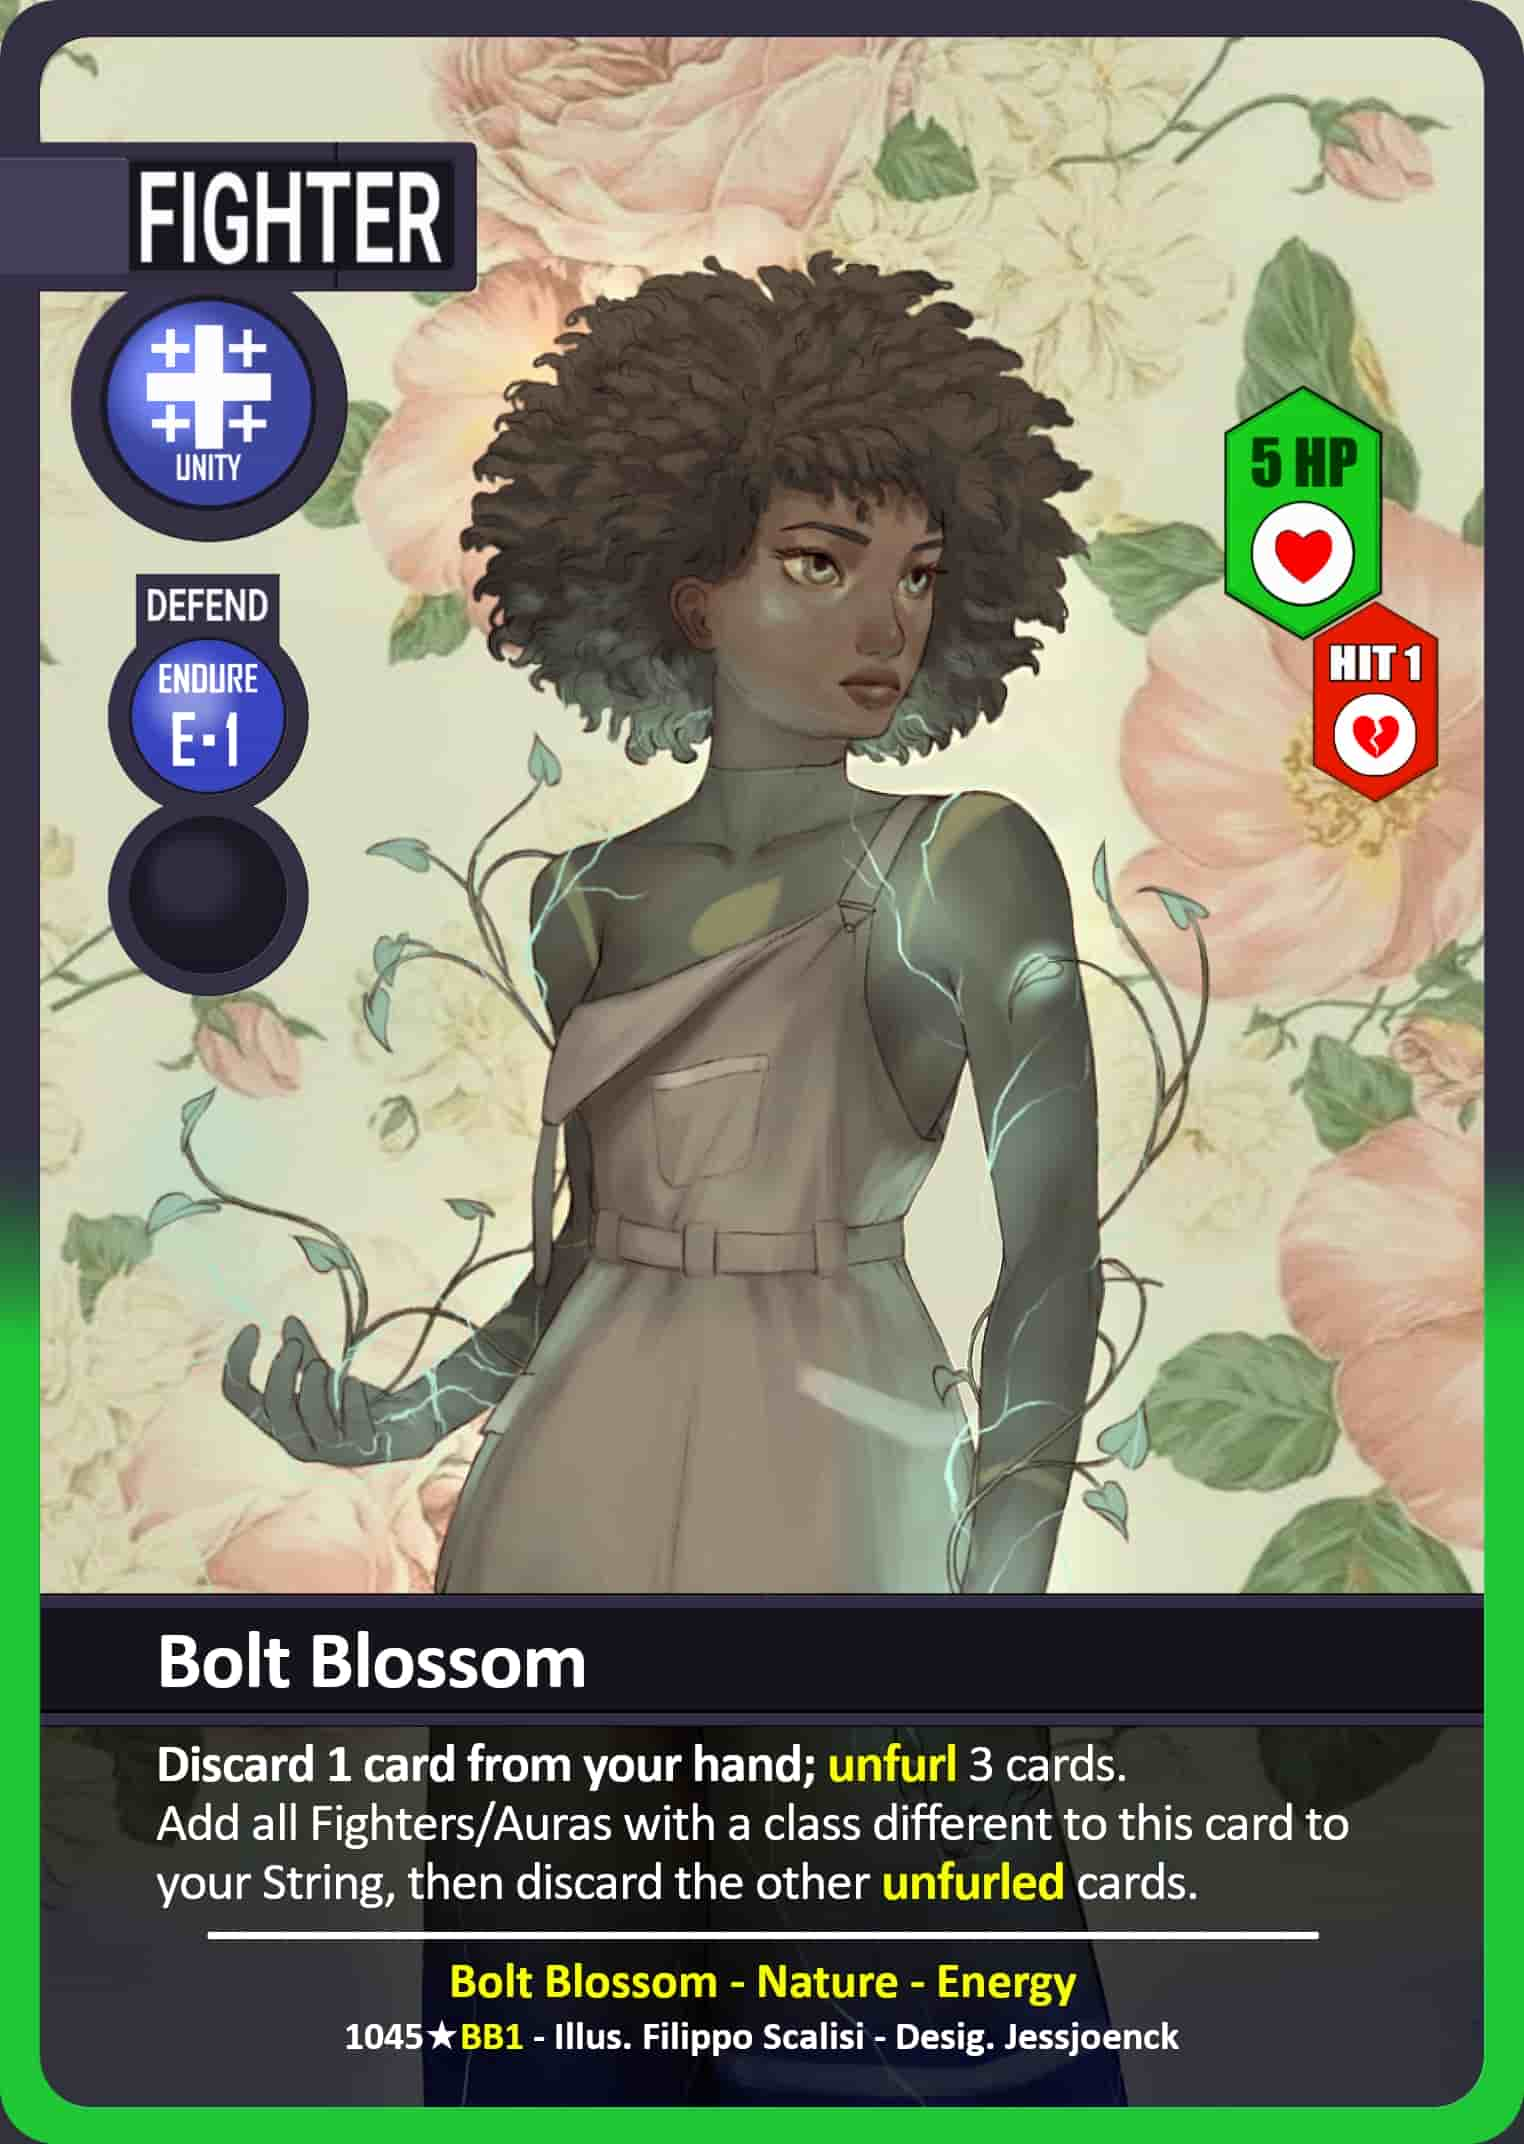 FIGHTER
UNITY
DEFEND
ENDURE
E·1
5 HP
HIT 1
Bolt Blossom
Discard 1 card from your hand; unfurl 3 cards.
Add all Fighters/Auras with a class different to this card to
your String, then discard the other unfurled cards.
Bolt Blossom - Nature - Energy
1045★BB1 - Illus. Filippo Scalisi - Desig. Jessjoenck